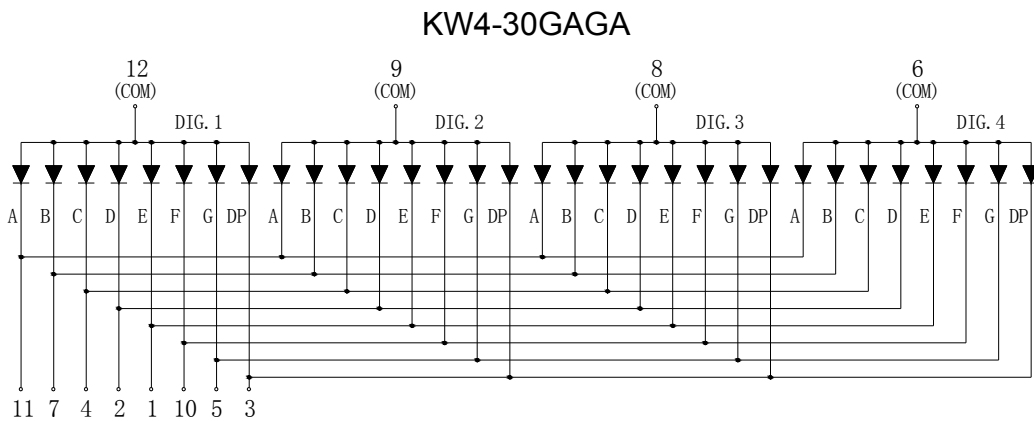 KW4-30GAGA
12 9 8 6
(COM) (COM) (COM) (COM)
DIG.1 DIG.2 DIG.3 DIG.4
A B C D E F G DP A B C D E F G DP A B C D E F G DP A B C D E F G DP
11 7 4 2 1 10 5 3